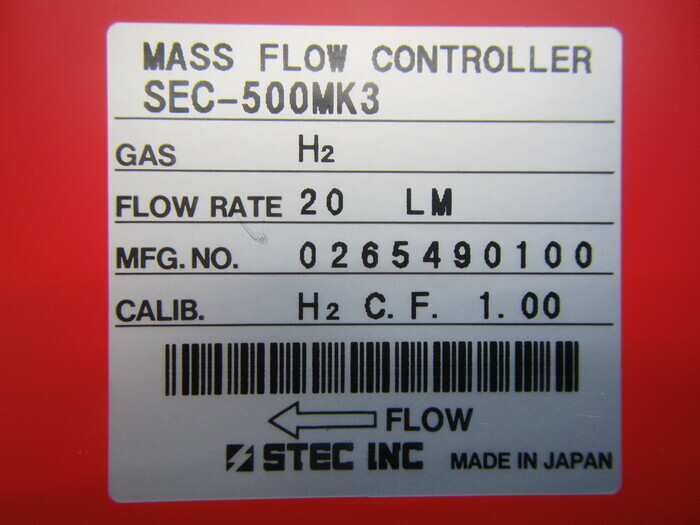 MASS FLOW CONTROLLER
SEC-500MK3
GAS H₂
FLOW RATE 20 LM
MFG. NO. 0265490100
CALIB. H₂ C. F. 1.00
FLOW
STEC INC MADE IN JAPAN